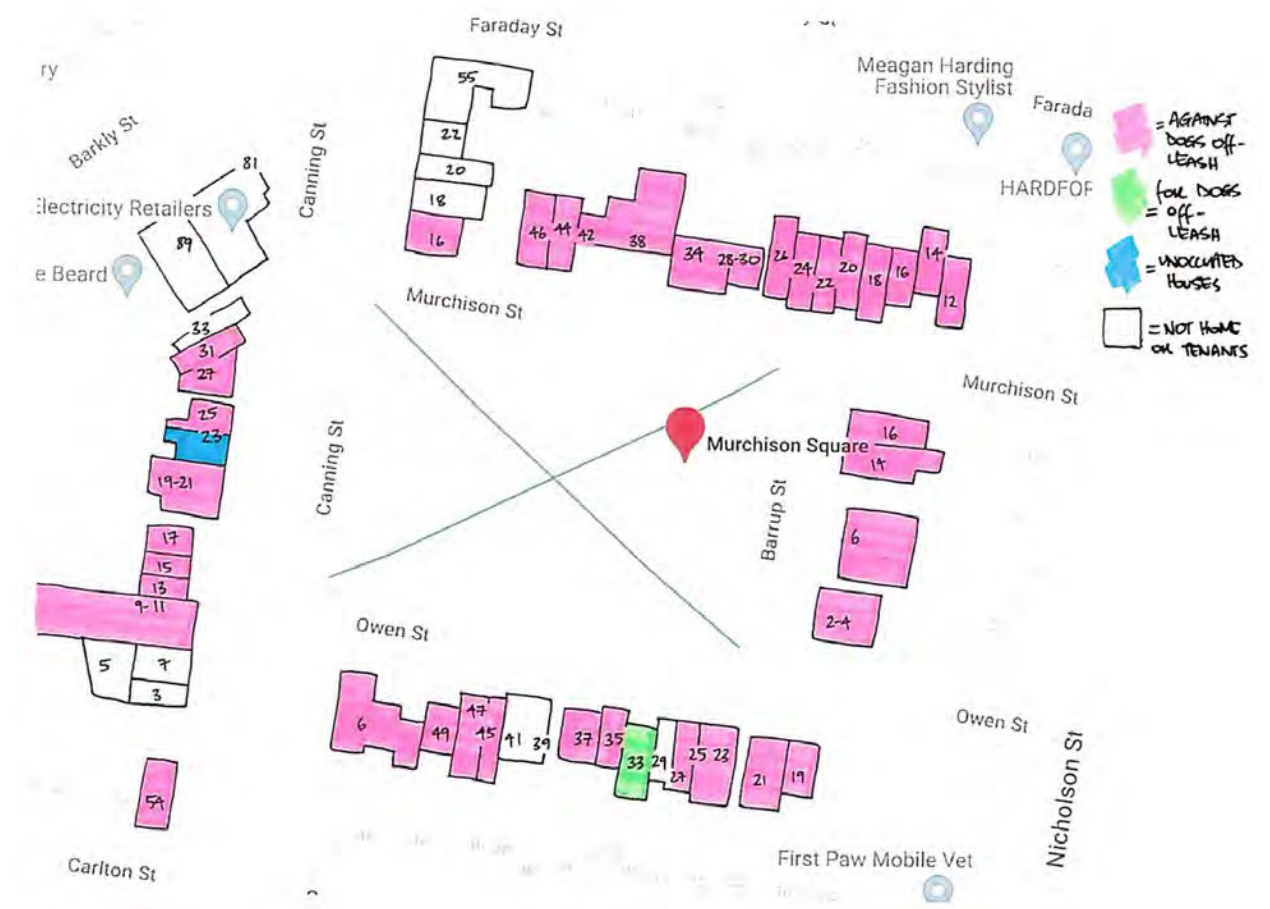 Faraday St
ry
Barkly St
Canning St
Meagan Harding
Fashion Stylist
Farada
HARDFOF
= AGAINST
DOGS OFF-
LEASH
FOR DOGS
= OFF-
LEASH
= UNOCCUPIED
HOUSES
= NOT HOME
OR TENANTS
81
Electricity Retailers
89
e Beard
33
31
27
25
23
19-21
17
15
13
9-11
5
7
3
5A
Carlton St
55
22
20
18
16
46
44
42
38
34
28-30
26
24
22
20
18
16
14
12
Murchison St
Murchison St
Canning St
Murchison Square
Barrup St
16
14
6
2-4
Owen St
Owen St
6
49
47
45
41
39
37
35
33
29
27
25
23
21
19
Nicholson St
First Paw Mobile Vet